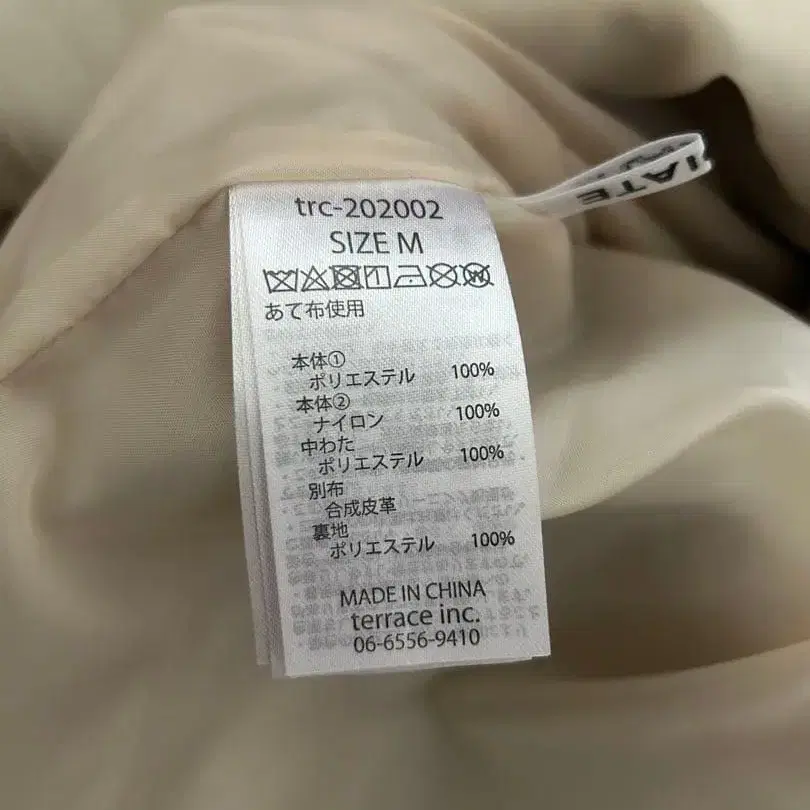 IATE
trc-202002
SIZE M
あて布使用
本体①
ポリエステル 100%
本体②
ナイロン 100%
中わた
ポリエステル 100%
別布
合成皮革
裏地
ポリエステル 100%
MADE IN CHINA
terrace inc.
06-6556-9410